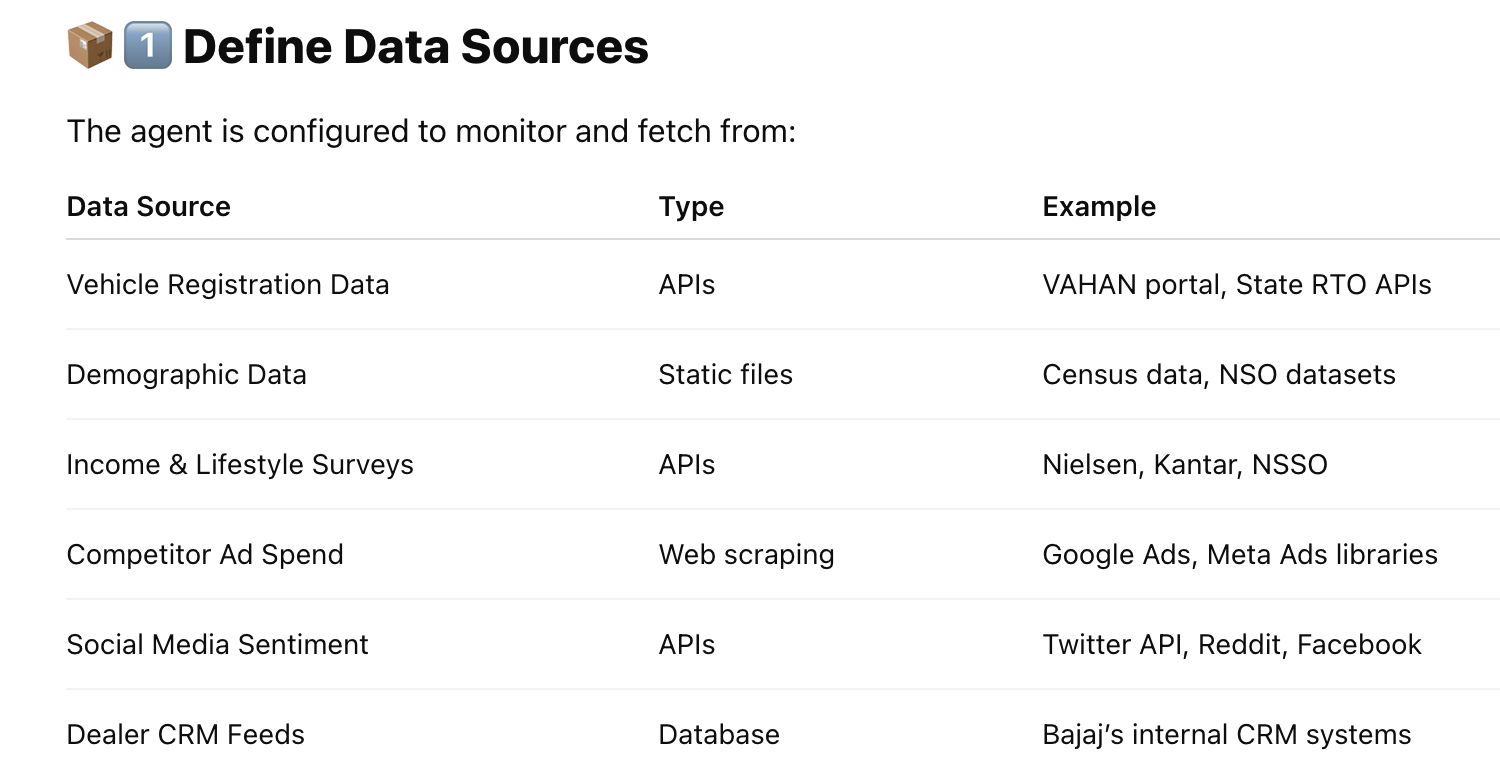 📦1️⃣ Define Data Sources
The agent is configured to monitor and fetch from:
Data Source Type Example
Vehicle Registration Data APIs VAHAN portal, State RTO APIs
Demographic Data Static files Census data, NSO datasets
Income & Lifestyle Surveys APIs Nielsen, Kantar, NSSO
Competitor Ad Spend Web scraping Google Ads, Meta Ads libraries
Social Media Sentiment APIs Twitter API, Reddit, Facebook
Dealer CRM Feeds Database Bajaj’s internal CRM systems